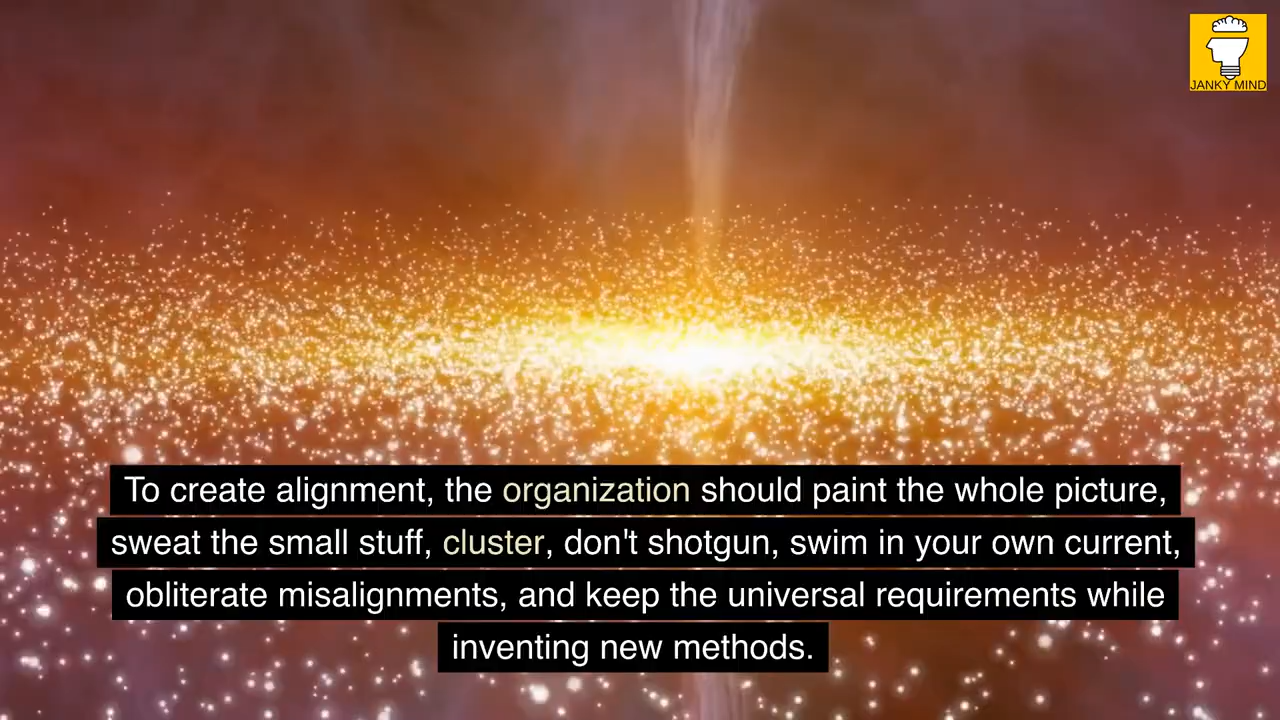 JANKY MIND
To create alignment, the organization should paint the whole picture,
sweat the small stuff, cluster, don't shotgun, swim in your own current,
obliterate misalignments, and keep the universal requirements while
inventing new methods.